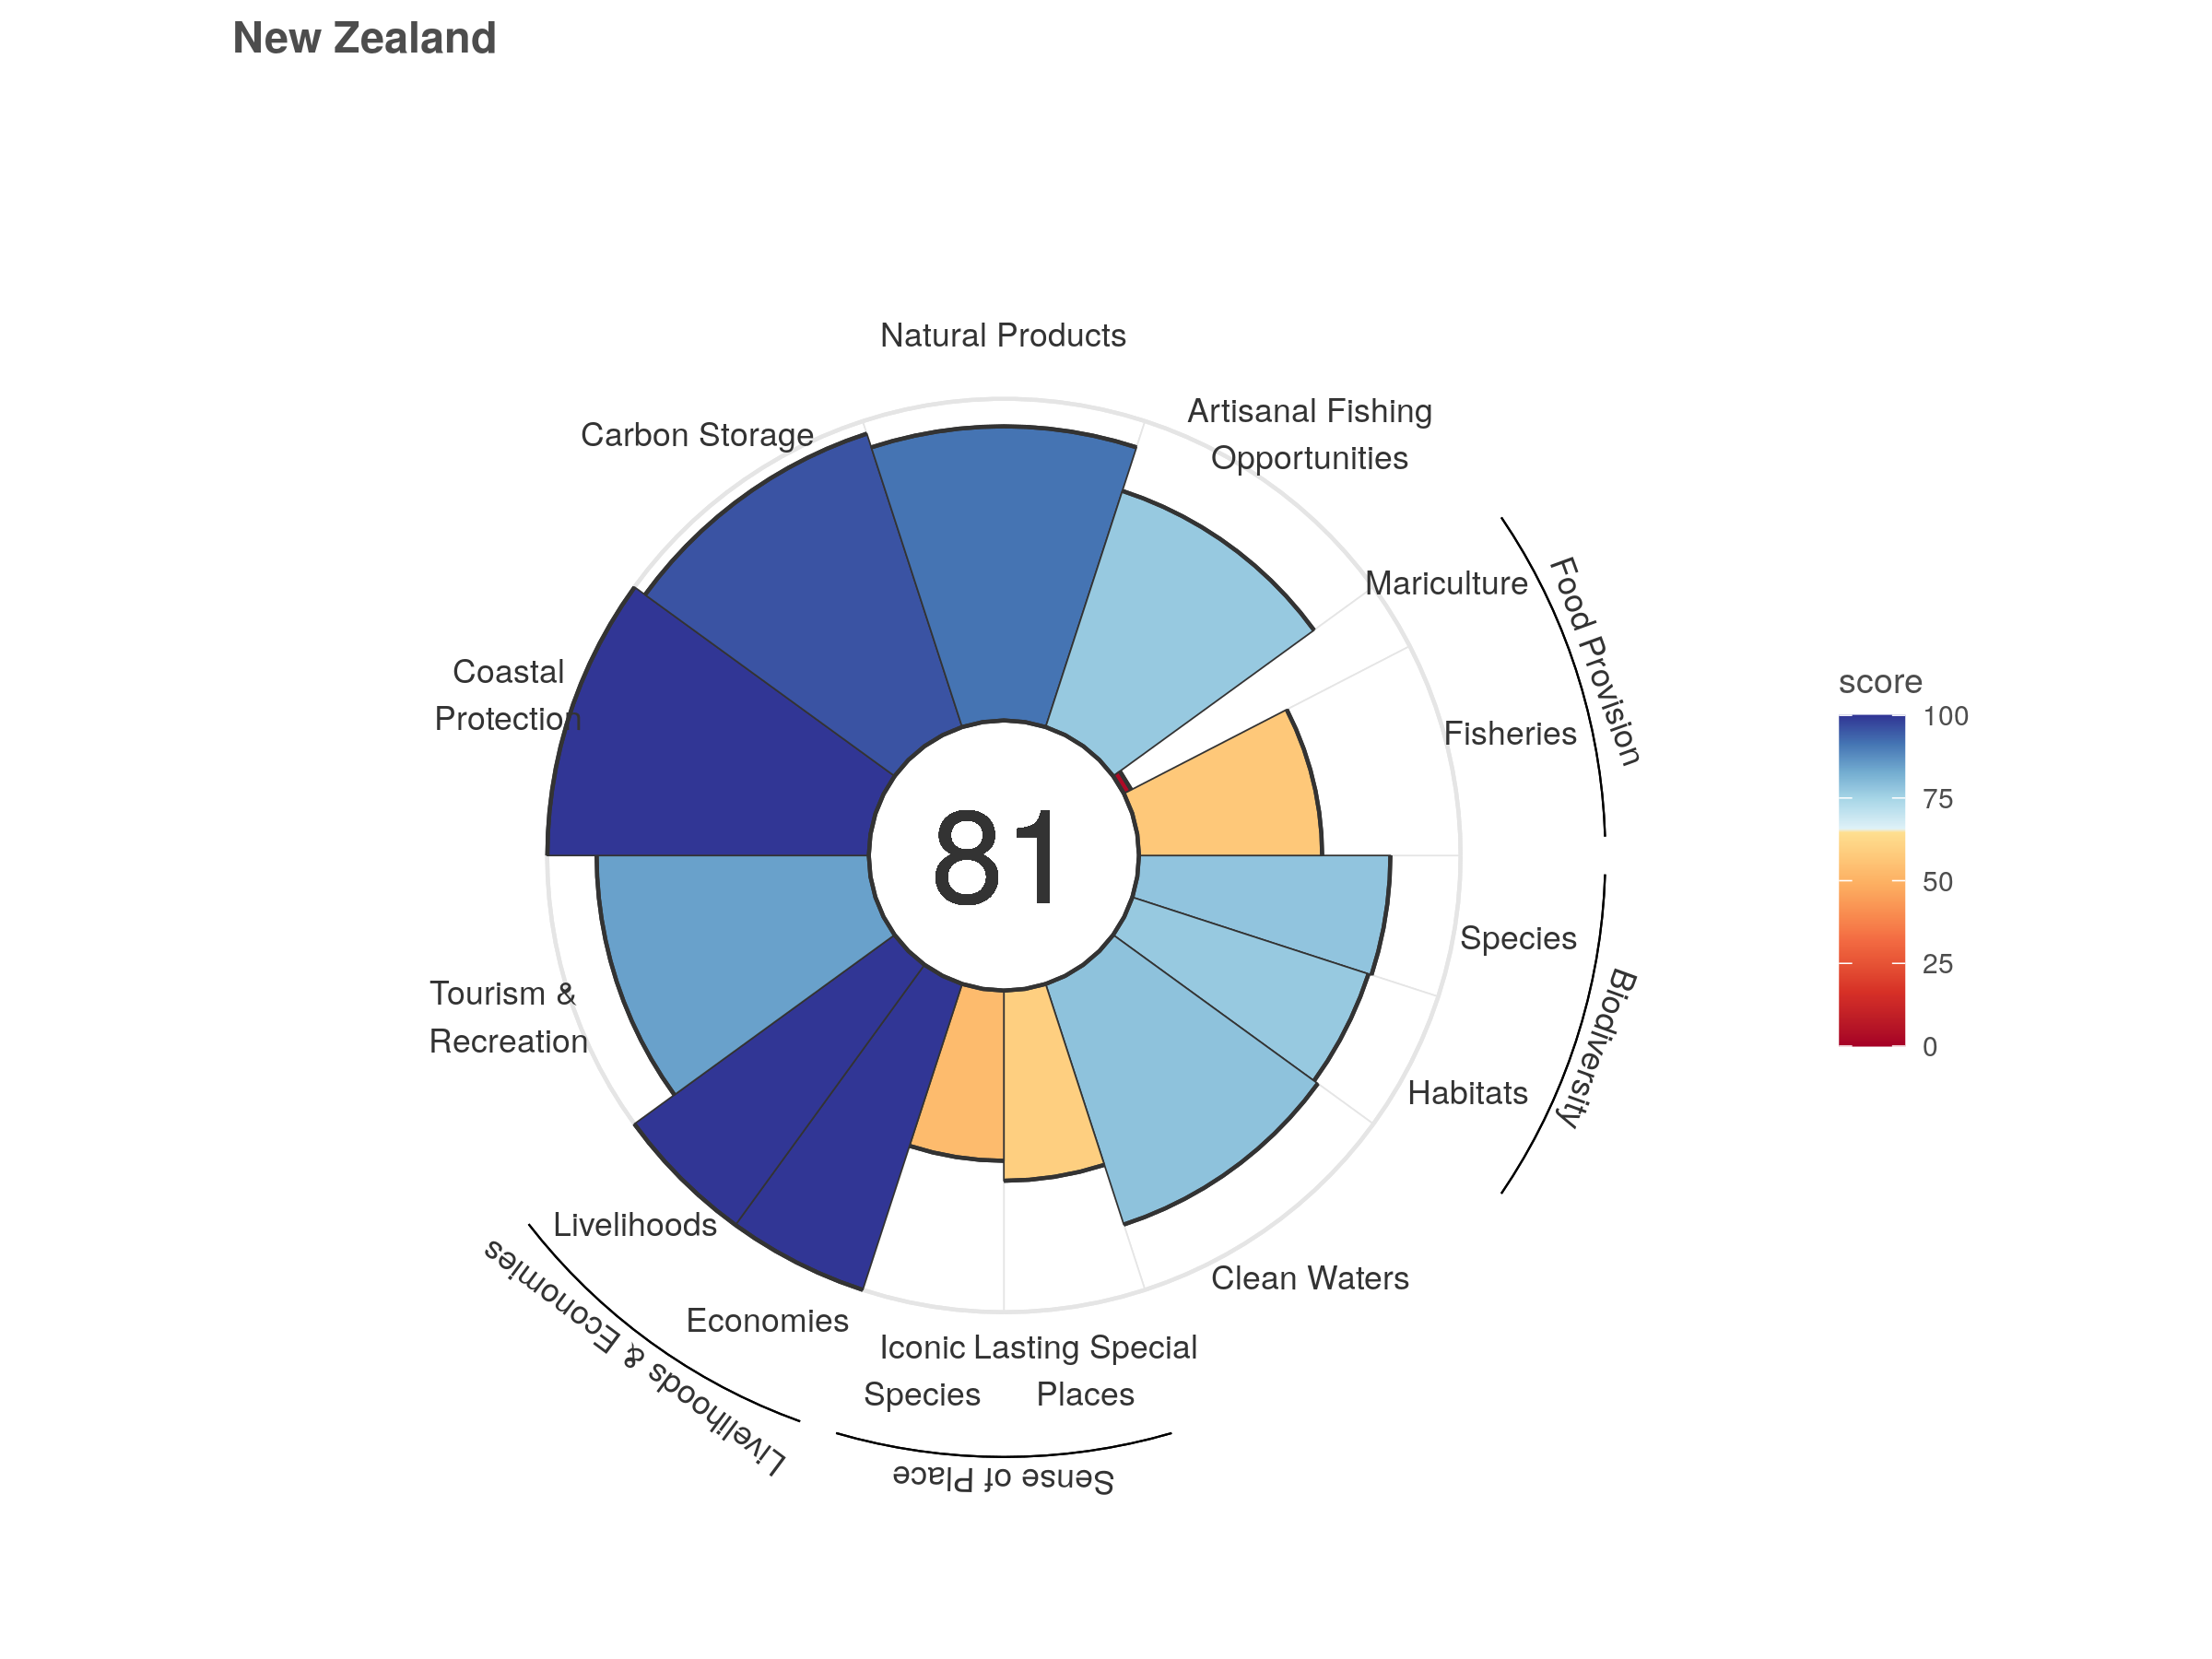 New Zealand
Natural Products
Artisanal Fishing
Opportunities
Carbon Storage
Mariculture
Food Provision
Fisheries
Coastal
Protection
81
Species
Biodiversity
Habitats
Tourism &
Recreation
Clean Waters
Livelihoods
Economies
Livelihoods & Economies
Iconic
Species
Lasting Special
Places
Sense of Place
score
100
75
50
25
0